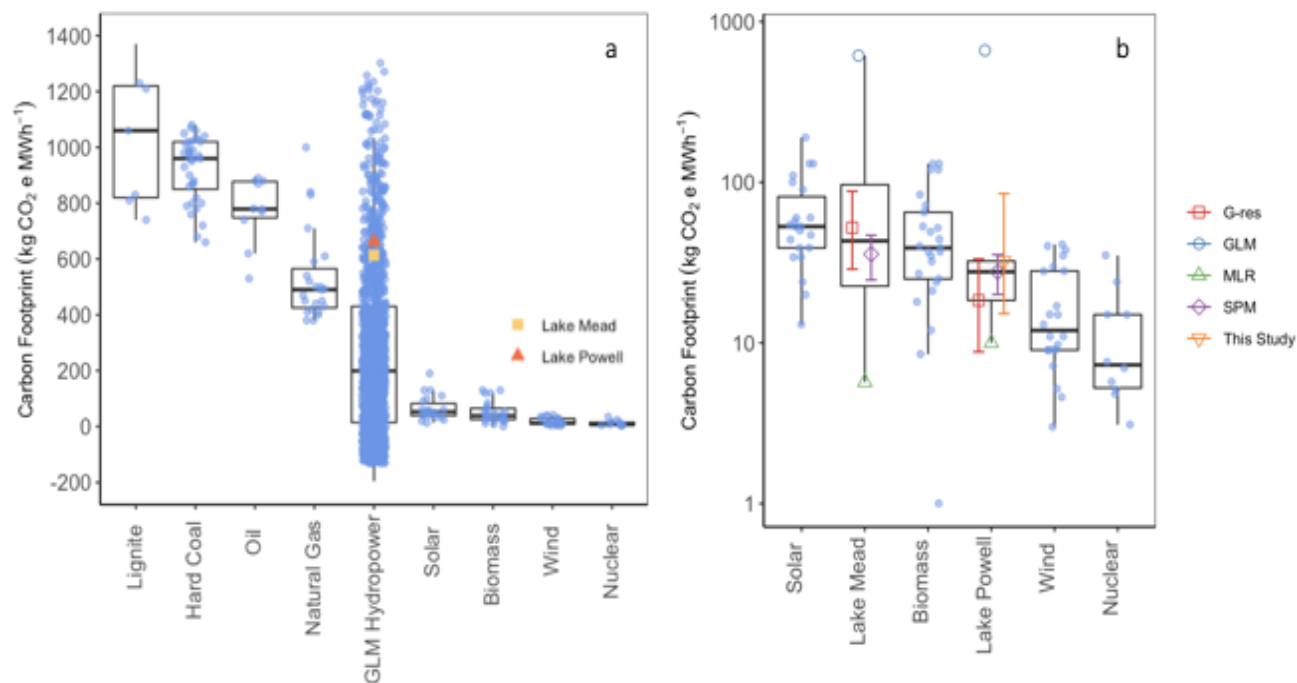 a
Carbon Footprint (kg CO₂ e MWh⁻¹)
1400
1200
1000
800
600
400
200
0
-200
Lake Mead
Lake Powell
Lignite
Hard Coal
Oil
Natural Gas
GLM Hydropower
Solar
Biomass
Wind
Nuclear
b
Carbon Footprint (kg CO₂ e MWh⁻¹)
1000
100
10
1
Solar
Lake Mead
Biomass
Lake Powell
Wind
Nuclear
G-res
GLM
MLR
SPM
This Study